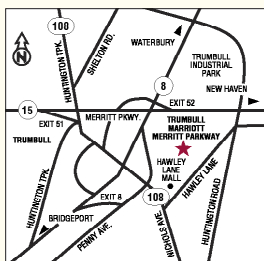 108
WATERBURY
TRUMBULL
INDUSTRIAL
PARK
HUNTINGTON TPK.
SHELTON RD.
N
8
NEW HAVEN
EXIT 52
15
MERRITT PKWY.
EXIT 51
TRUMBULL
MARRIOTT
MERRITT PARKWAY
TRUMBULL
HAWLEY
LANE
MALL
HAWLEY LANE
HUNTINGTON TPK.
EXIT 8
108
BRIDGEPORT
PENNY AVE.
NICHOLS AVE.
HUNTINGTON ROAD